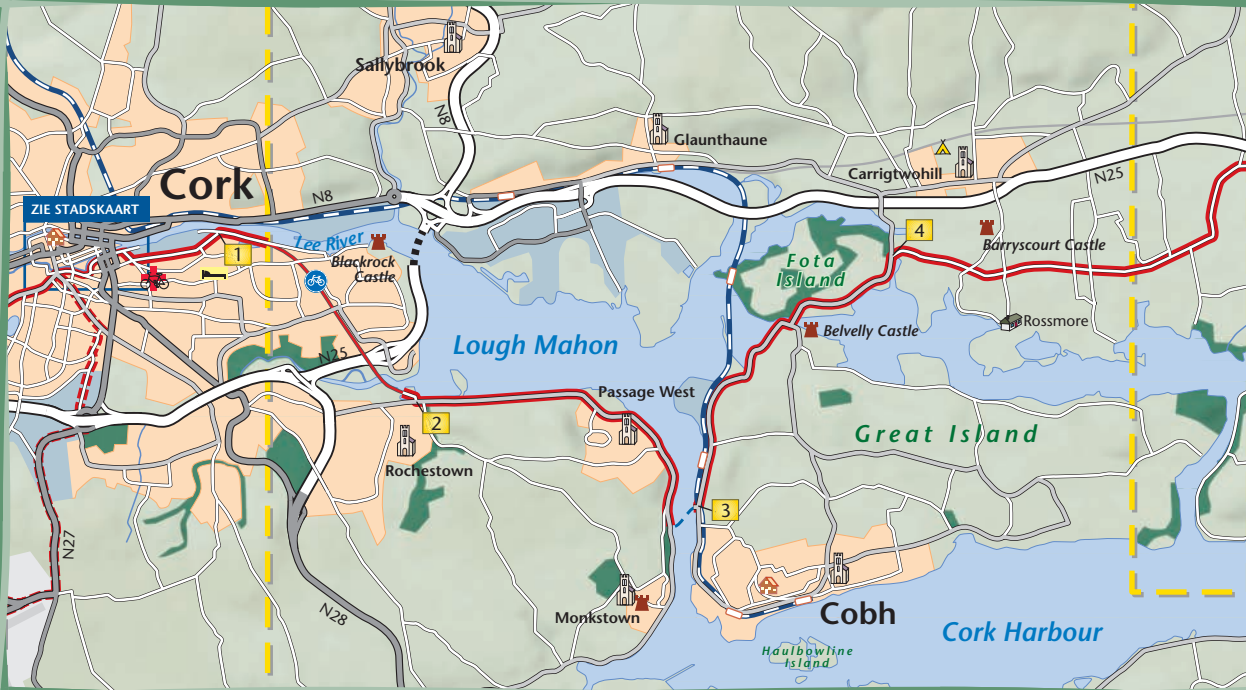 Sallybrook
N8
Glaunthaune
Carrigtwohill
N25
Cork
N8
ZIE STADSKAART
1
Lee River
Blackrock
Castle
4
Barryscourt Castle
Fota
Island
Belvelly Castle
Rossmore
Lough Mahon
N25
Passage West
2
Great Island
Rochestown
3
N27
N28
Monkstown
Cobh
Cork Harbour
Haulbowline
Island